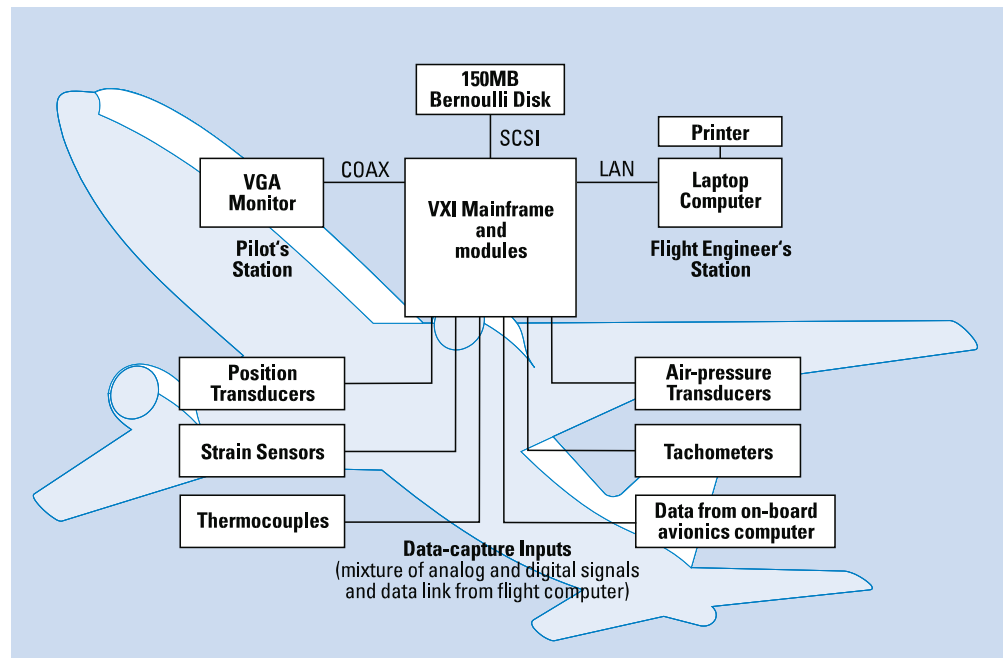 150MB
Bernoulli Disk
SCSI
Printer
COAX
LAN
VGA
Monitor
VXI Mainframe
and
modules
Laptop
Computer
Pilot‘s
Station
Flight Engineer‘s
Station
Position
Transducers
Air-pressure
Transducers
Strain Sensors
Tachometers
Thermocouples
Data from on-board
avionics computer
Data-capture Inputs
(mixture of analog and digital signals
and data link from flight computer)